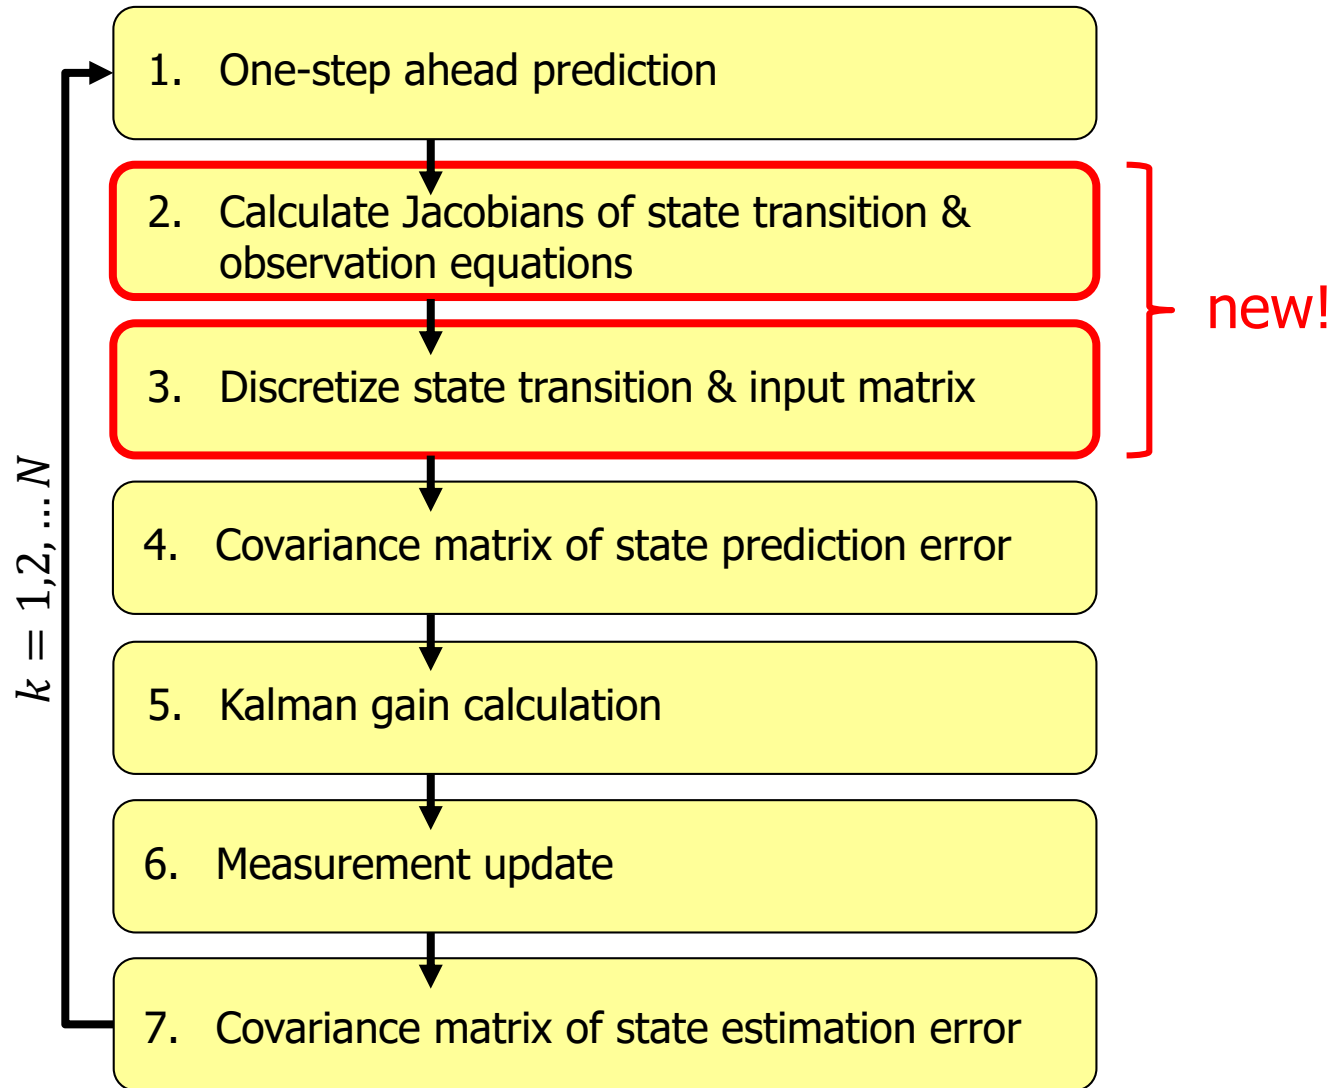 1. One-step ahead prediction
2. Calculate Jacobians of state transition &
observation equations
new!
3. Discretize state transition & input matrix
k = 1,2, … N
4. Covariance matrix of state prediction error
5. Kalman gain calculation
6. Measurement update
7. Covariance matrix of state estimation error